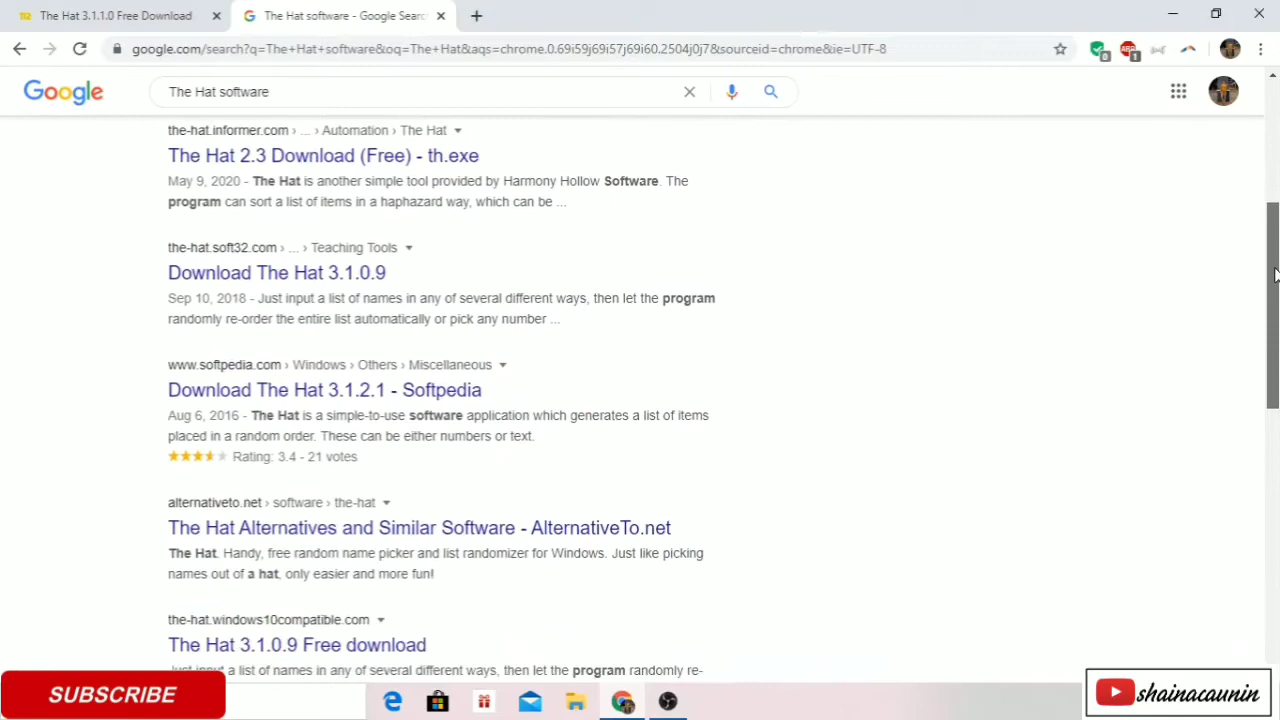 The Hat 3.1.1.0 Free Download
The Hat software - Google Sear
google.com/search?q=The+Hat+software&oq=The+Hat&aqs=chrome.0.69i59j69i57j69i60.2504j0j7&sourceid=chrome&ie=UTF-8
0
1
Google
The Hat software
the-hat.informer.com › ... › Automation › The Hat
The Hat 2.3 Download (Free) - th.exe
May 9, 2020 - The Hat is another simple tool provided by Harmony Hollow Software. The
program can sort a list of items in a haphazard way, which can be ...
the-hat.soft32.com › ... › Teaching Tools
Download The Hat 3.1.0.9
Sep 10, 2018 - Just input a list of names in any of several different ways, then let the program
randomly re-order the entire list automatically or pick any number ...
www.softpedia.com › Windows › Others › Miscellaneous
Download The Hat 3.1.2.1 - Softpedia
Aug 6, 2016 - The Hat is a simple-to-use software application which generates a list of items
placed in a random order. These can be either numbers or text.
Rating: 3.4 - 21 votes
alternativeto.net › software › the-hat
The Hat Alternatives and Similar Software - AlternativeTo.net
The Hat. Handy, free random name picker and list randomizer for Windows. Just like picking
names out of a hat, only easier and more fun!
the-hat.windows10compatible.com
The Hat 3.1.0.9 Free download
Just input a list of names in any of several different ways, then let the program randomly re-
SUBSCRIBE
shainacaunin